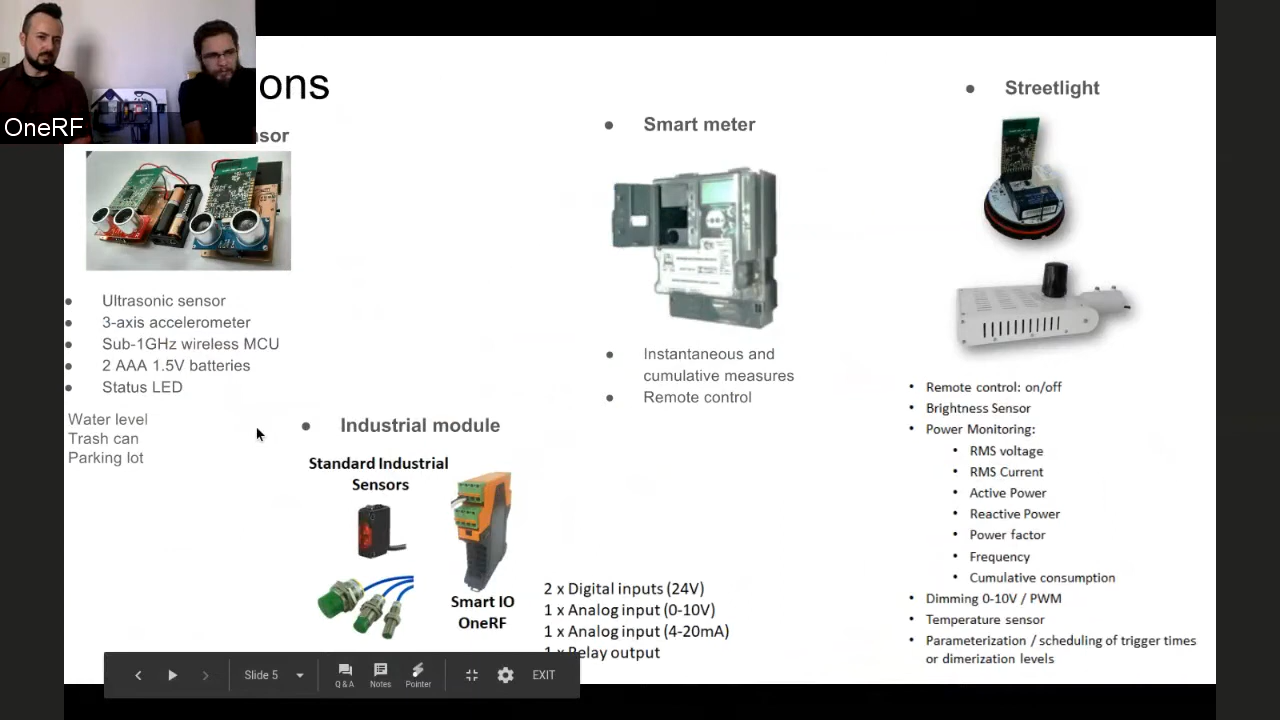 ons
OneRF
nsor
Ultrasonic sensor
3-axis accelerometer
Sub-1GHz wireless MCU
2 AAA 1.5V batteries
Status LED
Water level
Trash can
Parking lot
Industrial module
Standard Industrial
Sensors
Smart IO
OneRF
2 x Digital inputs (24V)
1 x Analog input (0-10V)
1 x Analog input (4-20mA)
1 x Relay output
Smart meter
Instantaneous and
cumulative measures
Remote control
Streetlight
Remote control: on/off
Brightness Sensor
Power Monitoring:
RMS voltage
RMS Current
Active Power
Reactive Power
Power factor
Frequency
Cumulative consumption
Dimming 0-10V / PWM
Temperature sensor
Parameterization / scheduling of trigger times
or dimerization levels
Slide 5
Q & A
Notes
Pointer
EXIT